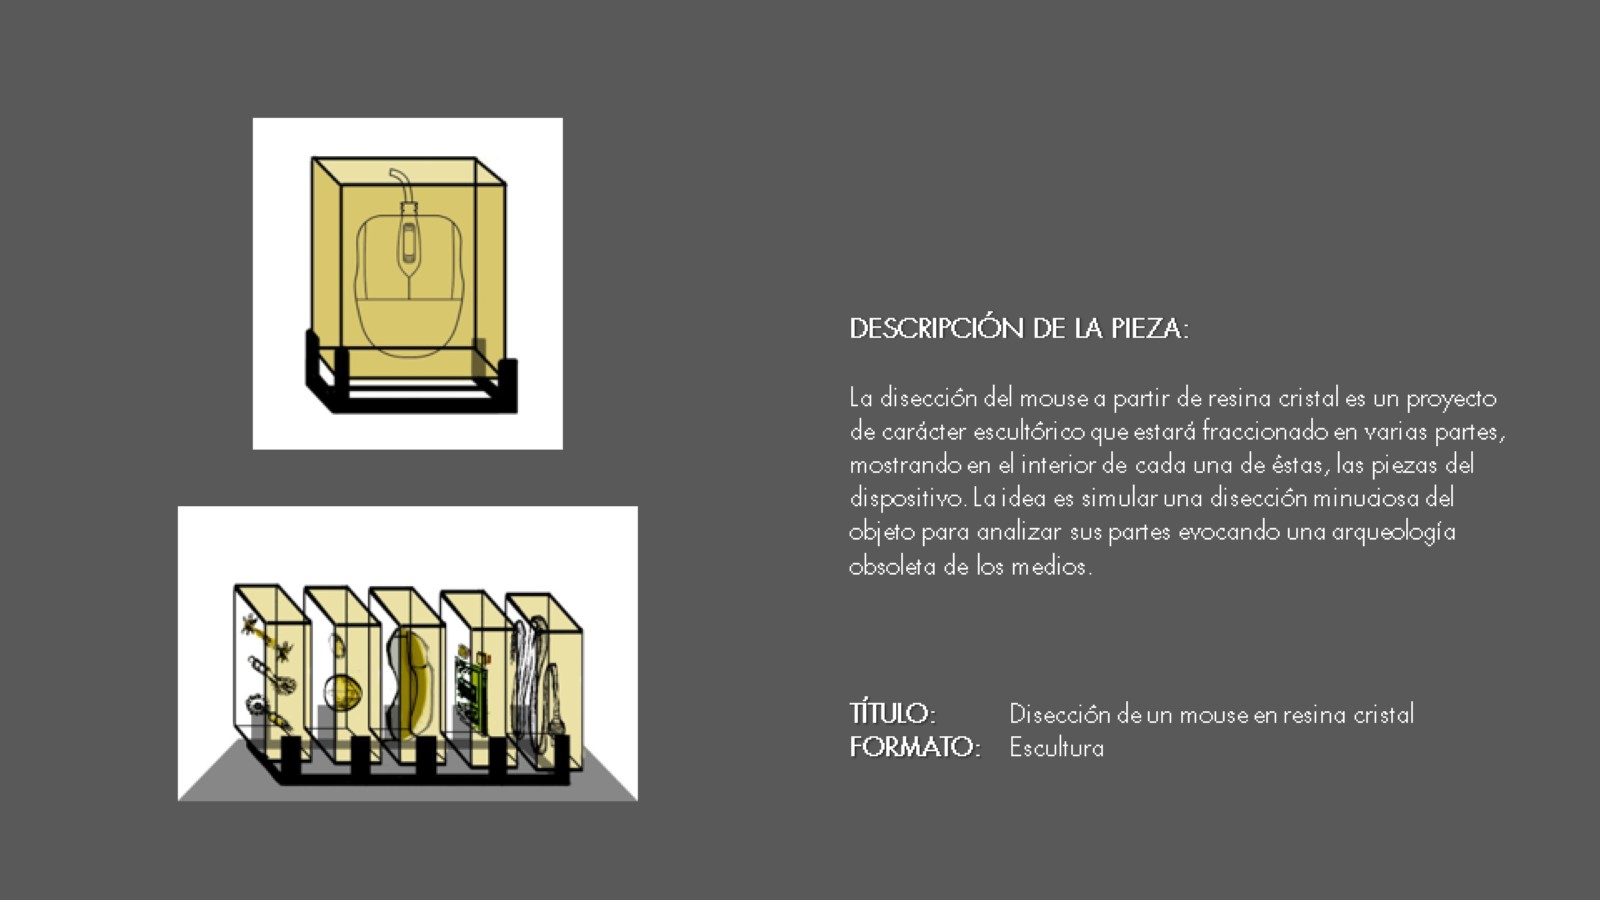 DESCRIPCIÓN DE LA PIEZA:
La disección del mouse a partir de resina cristal es un proyecto
de carácter escultórico que estará fraccionado en varias partes,
mostrando en el interior de cada una de éstas, las piezas del
dispositivo. La idea es simular una disección minuciosa del
objeto para analizar sus partes evocando una arqueología
obsoleta de los medios.
TÍTULO: Disección de un mouse en resina cristal
FORMATO: Escultura